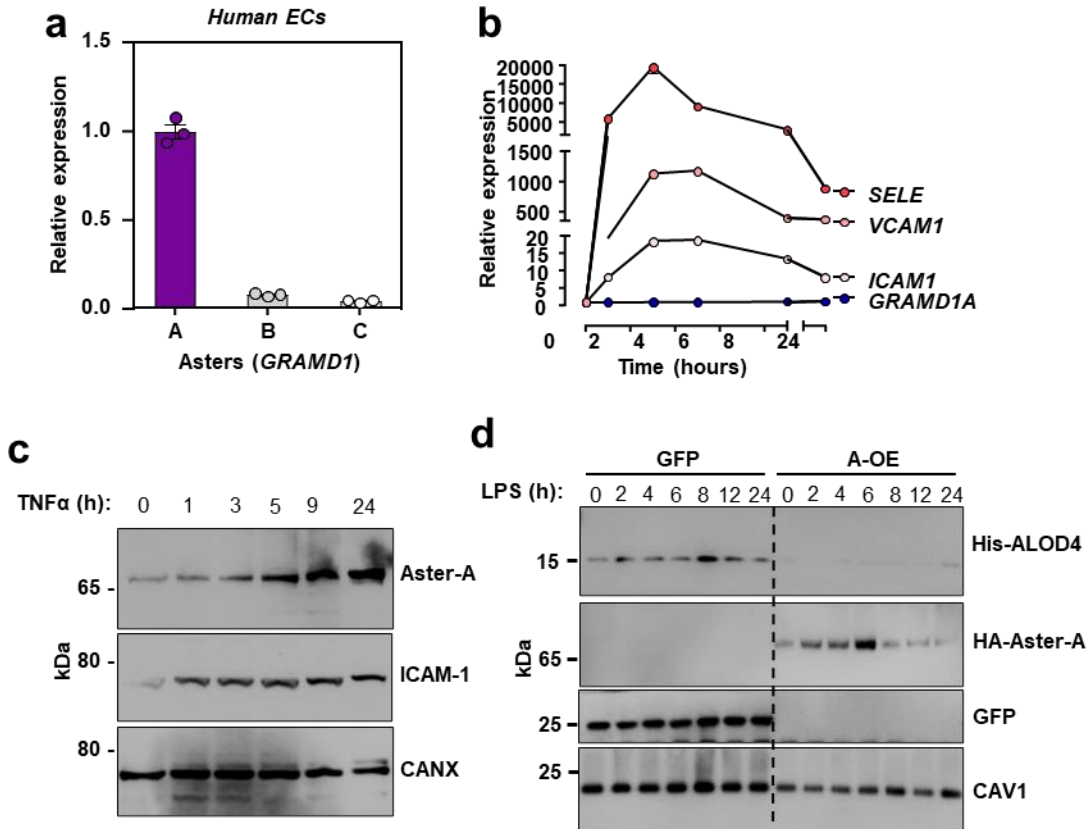 a
Human ECs
Relative expression
1.5
1.0
0.5
0.0
A B C
Asters (GRAMD1)
b
Relative expression
20000
15000
10000
5000
1500
1000
500
20
15
10
5
0
SELE
VCAM1
ICAM1
GRAMD1A
0 2 4 6 8 24
Time (hours)
c
TNFα (h): 0 1 3 5 9 24
65 -
Aster-A
kDa
80 -
ICAM-1
80 -
CANX
d
GFP A-OE
LPS (h): 0 2 4 6 8 12 24 0 2 4 6 8 12 24
15 -
His-ALOD4
kDa
65 -
HA-Aster-A
25 -
GFP
25 -
CAV1